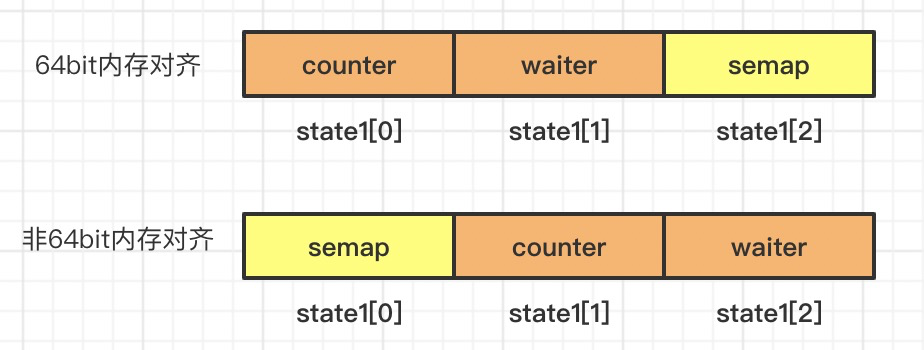 64bit内存对齐 counter waiter semap
state1[0] state1[1] state1[2]
非64bit内存对齐 semap counter waiter
state1[0] state1[1] state1[2]